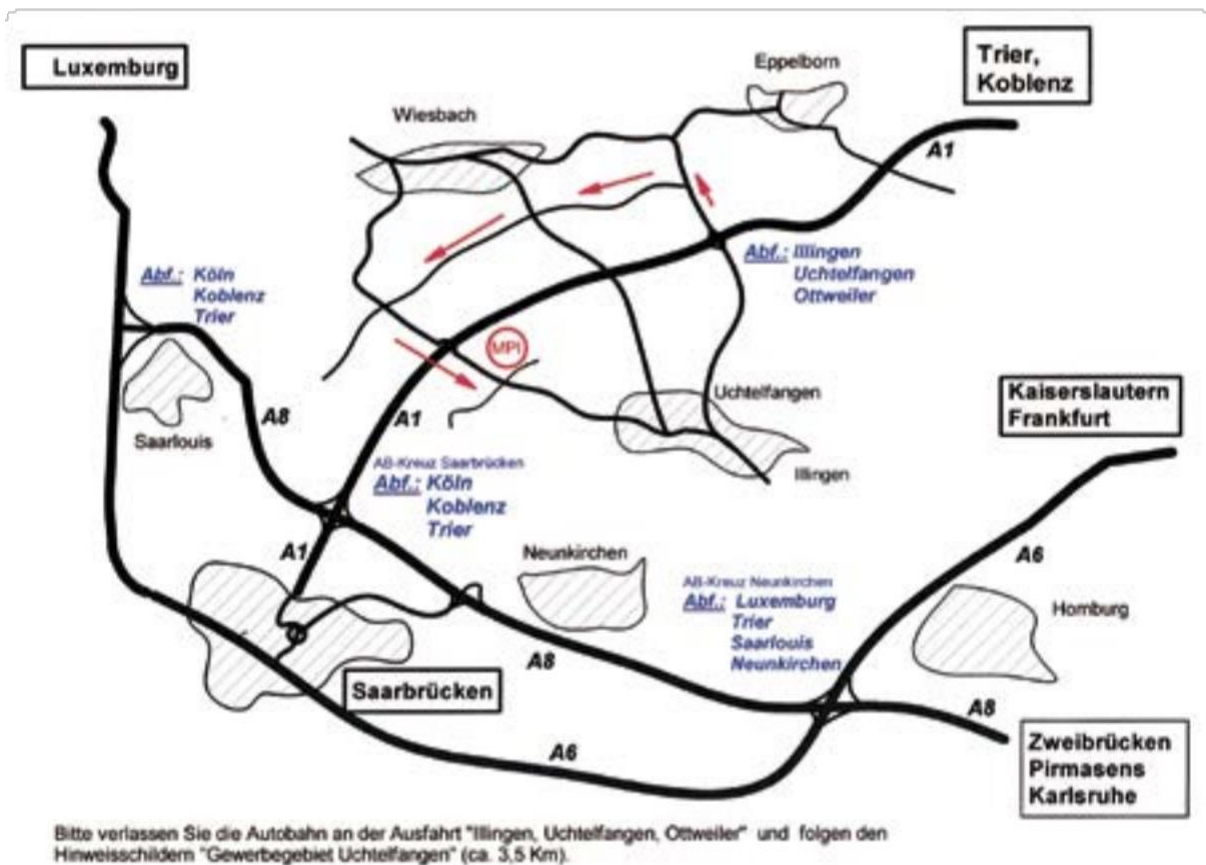 Luxemburg
Trier,
Koblenz
Eppelborn
Wiesbach
A1
Abf.: Köln
Koblenz
Trier
Abf.: Illingen
Uchtelfangen
Ottweiler
MPI
Saarlouis
A8
A1
Uchtelfangen
Kaiserslautern
Frankfurt
Illingen
AB-Kreuz Saarbrücken
Abf.: Köln
Koblenz
Trier
A1
Neunkirchen
A6
AB-Kreuz Neunkirchen
Abf.: Luxemburg
Trier
Saarlouis
Neunkirchen
Homburg
A8
Saarbrücken
A8
A6
Zweibrücken
Pirmasens
Karlsruhe
Bitte verlassen Sie die Autobahn an der Ausfahrt "Illingen, Uchtelfangen, Ottweiler" und folgen den
Hinweisschildern "Gewerbegebiet Uchtelfangen" (ca. 3,5 Km).